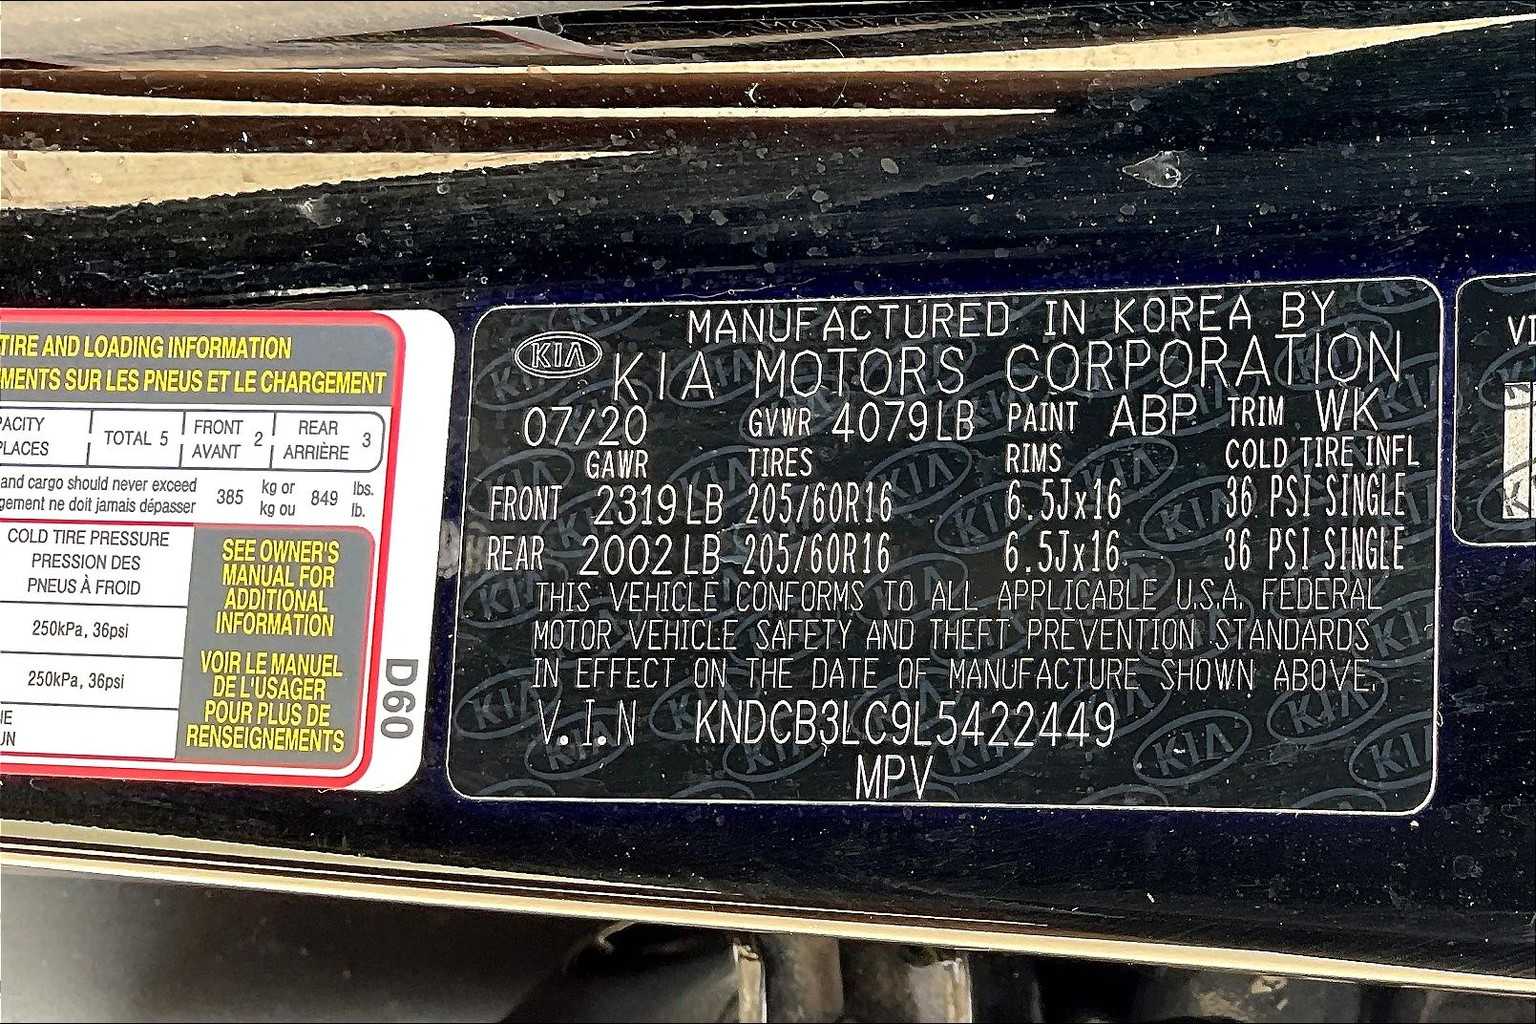 TIRE AND LOADING INFORMATION
SUR LES PNEUS ET LE CHARGEMENT
TOTAL 5 FRONT AVANT 2 REAR ARRIÈRE 3
and cargo should never exceed
ne doit jamais dépasser
385 kg or kg ou 849 lbs. lb.
COLD TIRE PRESSURE
PRESSION DES
PNEUS À FROID
250kPa, 36psi
250kPa, 36psi
SEE OWNER'S
MANUAL FOR
ADDITIONAL
INFORMATION
VOIR LE MANUEL
DE L'USAGER
POUR PLUS DE
RENSEIGNEMENTS
D60
MANUFACTURED IN KOREA BY
KIA KIA MOTORS CORPORATION
07/20 GVWR 4079LB PAINT ABP TRIM WK
GAWR TIRES RIMS COLD TIRE INFL
FRONT 2319LB 205/60R16 6.5Jx16 36 PSI SINGLE
REAR 2002LB 205/60R16 6.5Jx16 36 PSI SINGLE
THIS VEHICLE CONFORMS TO ALL APPLICABLE U.S.A. FEDERAL
MOTOR VEHICLE SAFETY AND THEFT PREVENTION STANDARDS
IN EFFECT ON THE DATE OF MANUFACTURE SHOWN ABOVE.
V.I.N KNDCB3LC9L5422449
MPV